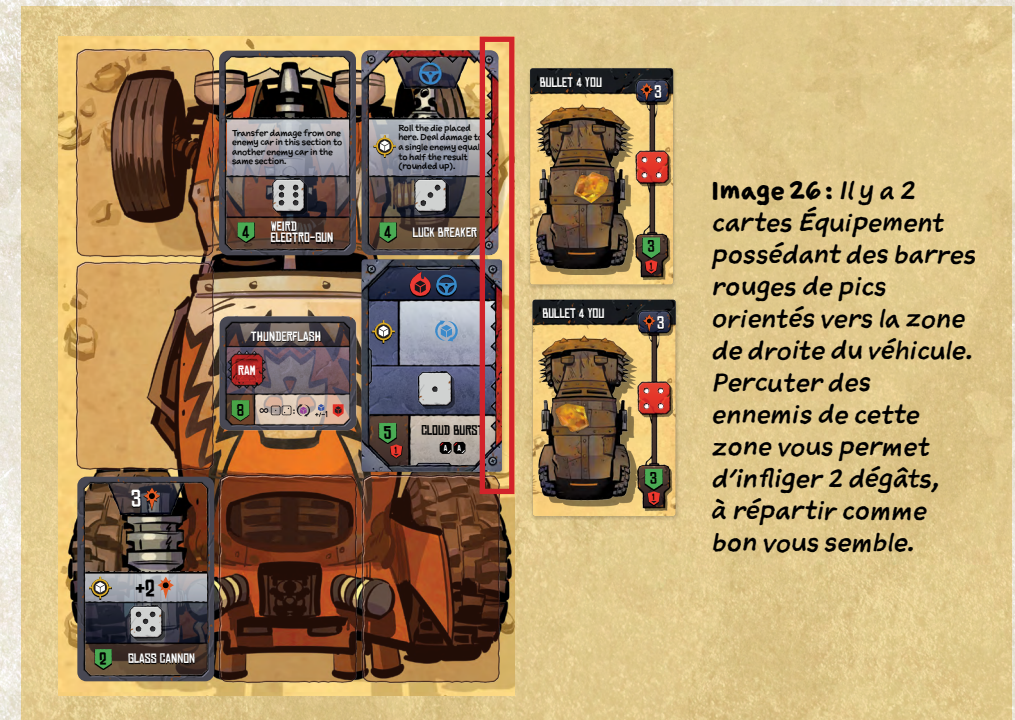 Transfer damage from one
enemy car in this section to
another enemy car in the
same section.
4
WEIRD
ELECTRO-GUN
Roll the die placed
here. Deal damage to
a single enemy equal
to half the result
(rounded up).
4
LUCK BREAKER
THUNDERFLASH
RAM
8
∞
+/-1
5
1
CLOUD BURST
A A
3
+2
2
GLASS CANNON
BULLET 4 YOU
3
3
1
BULLET 4 YOU
3
3
1
Image 26 : Il y a 2
cartes Équipement
possédant des barres
rouges de pics
orientés vers la zone
de droite du véhicule.
Percuter des
ennemis de cette
zone vous permet
d’infliger 2 dégâts,
à répartir comme
bon vous semble.